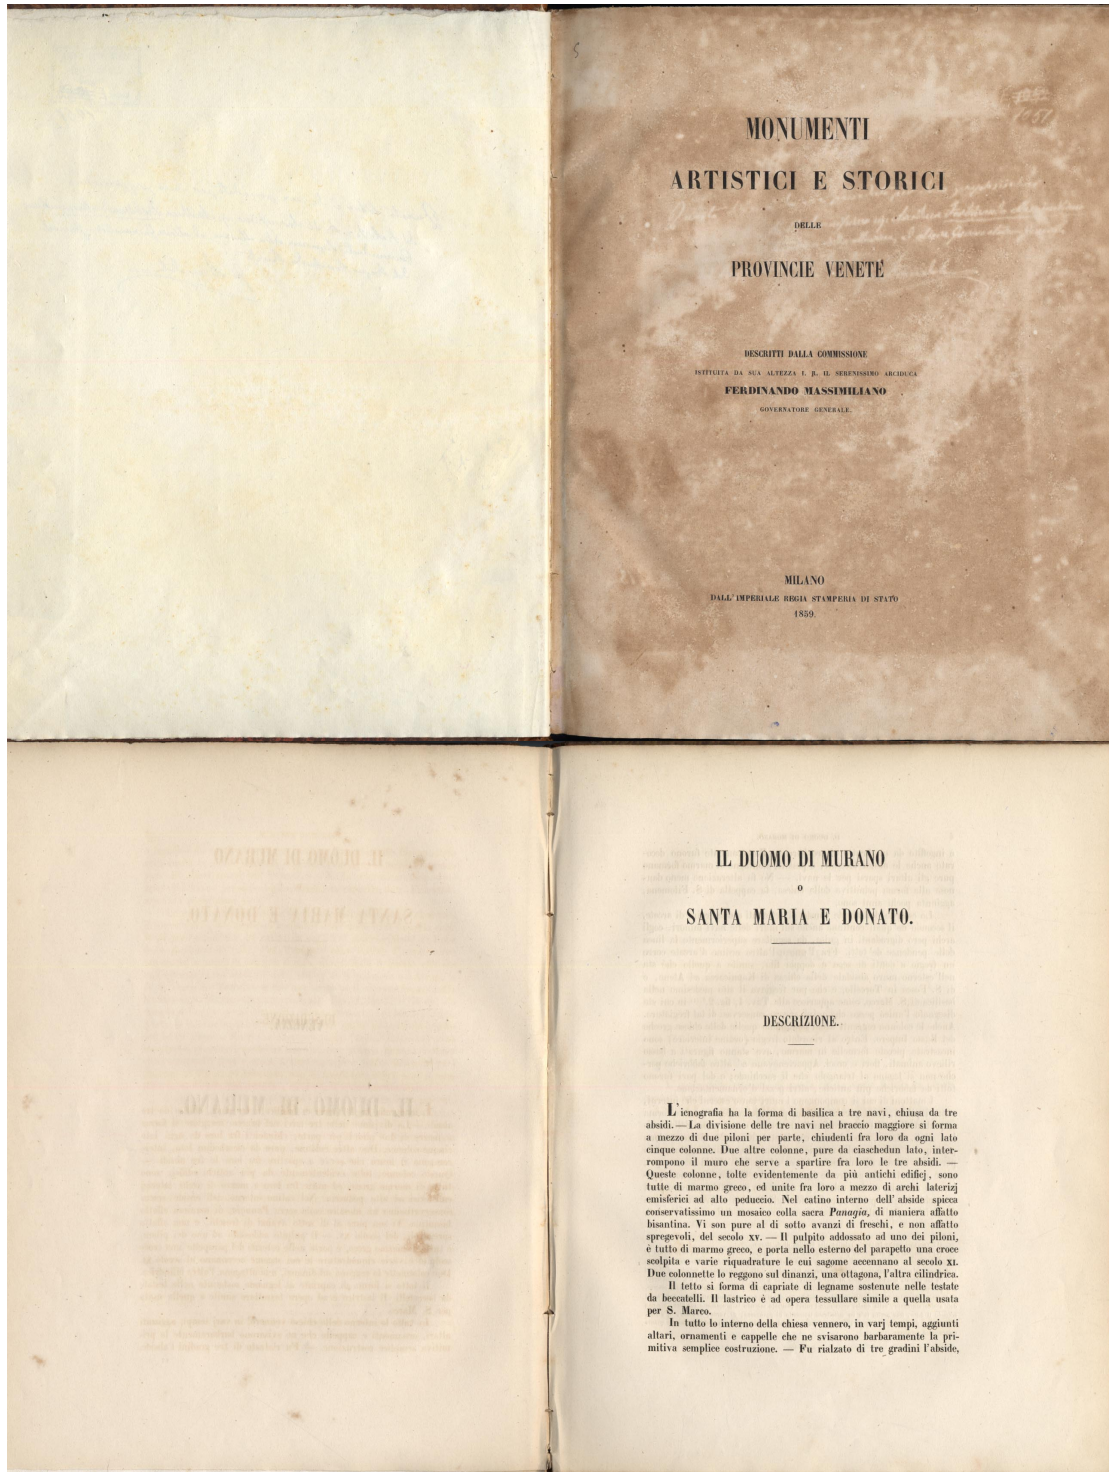 5
MONUMENTI
ARTISTICI E STORICI
DELLE
PROVINCIE VENETE
DESCRITTI DALLA COMMISSIONE
ISTITUITA DA SUA ALTEZZA I. R. IL SERENISSIMO ARCIDUCA
FERDINANDO MASSIMILIANO
GOVERNATORE GENERALE.
MILANO
DALL'IMPERIALE REGIA STAMPERIA DI STATO
1859.
IL DUOMO DI MURANO
O
SANTA MARIA E DONATO.
DESCRIZIONE.
L'icnografia ha la forma di basilica a tre navi, chiusa da tre
absidi. — La divisione delle tre navi nel braccio maggiore si forma
a mezzo di due piloni per parte, chiudenti fra loro da ogni lato
cinque colonne. Due altre colonne, pure da ciaschedun lato, inter-
rompono il muro che serve a spartire fra loro le tre absidi. —
Queste colonne, tolte evidentemente da più antichi edificj, sono
tutte di marmo greco, ed unite fra loro a mezzo di archi laterizj
emisferici ad alto peduccio. Nel catino interno dell'abside spicca
conservatissimo un mosaico colla sacra Panagia, di maniera affatto
bisantina. Vi son pure al di sotto avanzi di freschi, e non affatto
spregevoli, del secolo XV. — Il pulpito addossato ad uno dei piloni,
è tutto di marmo greco, e porta nello esterno del parapetto una croce
scolpita e varie riquadrature le cui sagome accennano al secolo XI.
Due colonnette lo reggono sul dinanzi, una ottagona, l'altra cilindrica.
Il tetto si forma di capriate di legname sostenute nelle testate
da beccatelli. Il lastrico è ad opera tessullare simile a quella usata
per S. Marco.
In tutto lo interno della chiesa vennero, in varj tempi, aggiunti
altari, ornamenti e cappelle che ne svisarono barbaramente la pri-
mitiva semplice costruzione. — Fu rialzato di tre gradini l'abside,